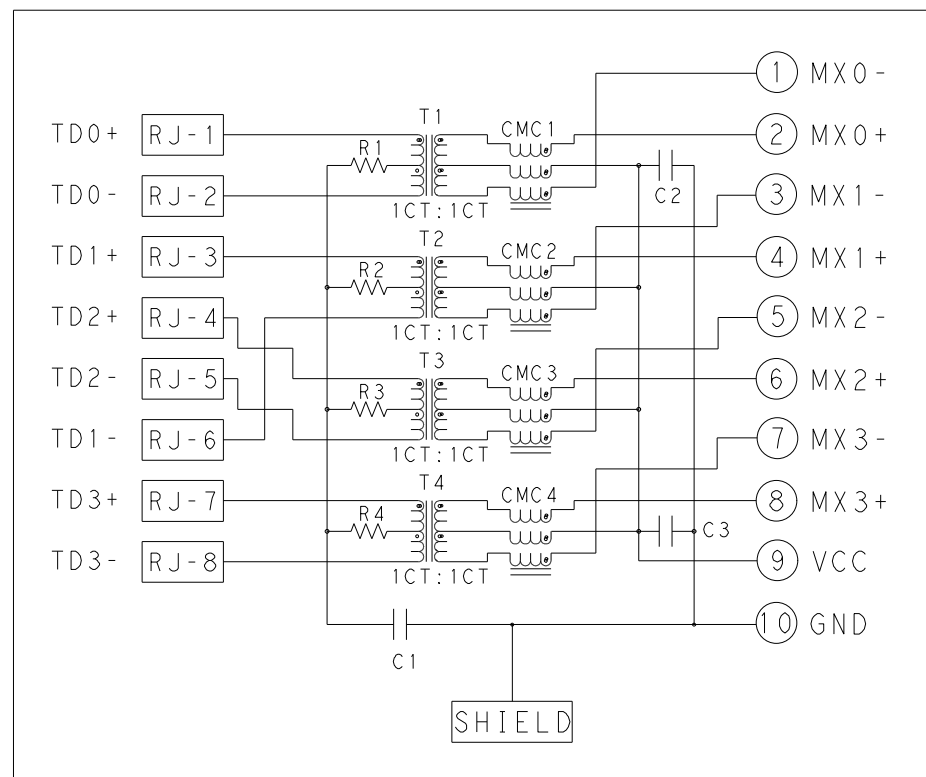 1 MX0-
T1
TD0+ RJ-1 R1 CMC1 2 MX0+
TD0- RJ-2 C2 3 MX1-
1CT:1CT
T2
TD1+ RJ-3 R2 CMC2 4 MX1+
TD2+ RJ-4 5 MX2-
1CT:1CT
T3
TD2- RJ-5 R3 CMC3 6 MX2+
TD1- RJ-6 7 MX3-
1CT:1CT
T4
TD3+ RJ-7 R4 CMC4 8 MX3+
C3
TD3- RJ-8 9 VCC
1CT:1CT
10 GND
C1
SHIELD